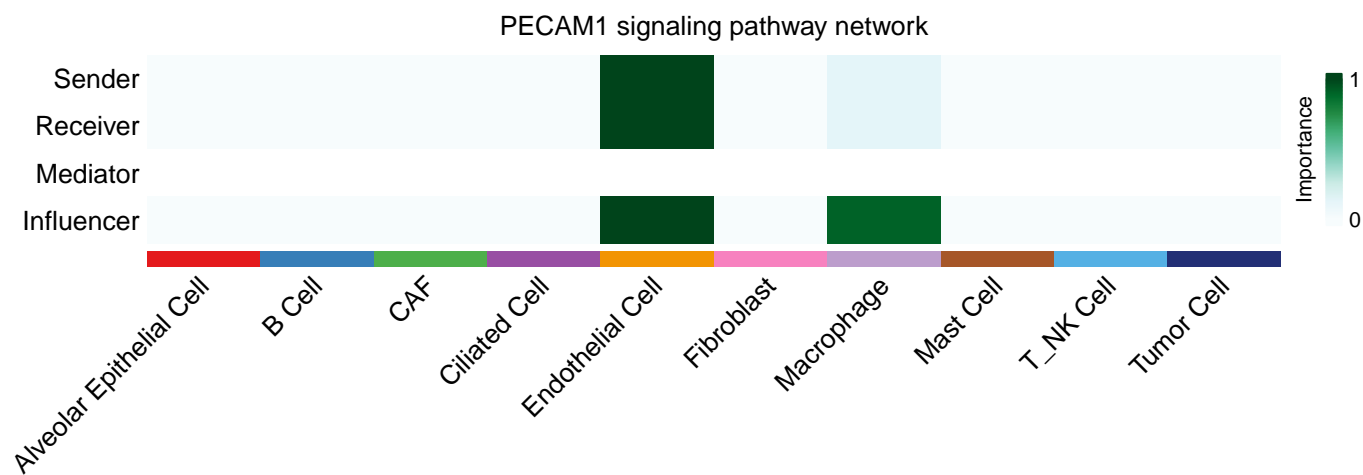 PECAM1 signaling pathway network
Sender
Receiver
Mediator
Influencer
Importance
1
0
Alveolar Epithelial Cell
B Cell
CAF
Ciliated Cell
Endothelial Cell
Fibroblast
Macrophage
Mast Cell
T_NK Cell
Tumor Cell